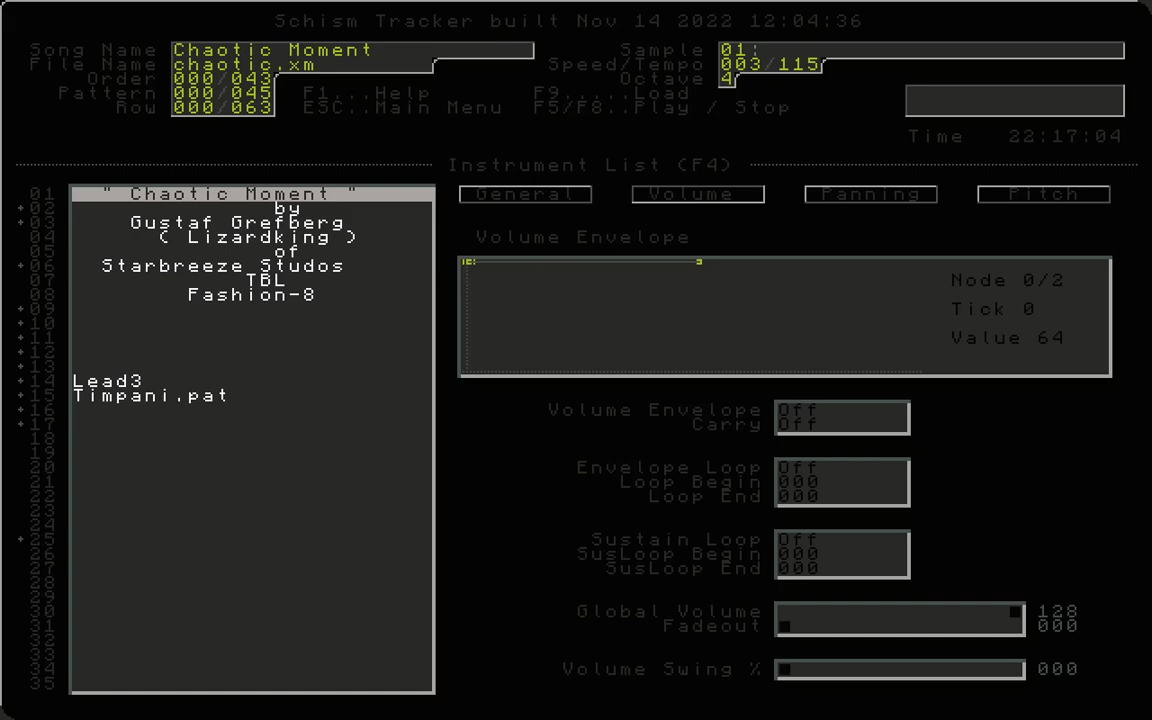 Schism Tracker built Nov 14 2022 12:04:36
Song Name Chaotic Moment
File Name chaotic.xm
Order 000/043
Pattern 000/045
Row 000/063
F1...Help
ESC..Main Menu
F9.....Load
F5/F8..Play / Stop
Sample 01:
Speed/Tempo 003/115
Octave 4
Time 22:17:04
Instrument List (F4)
01 " Chaotic Moment "
+02 by
+03 Gustaf Grefberg
04 ( Lizardking )
05 of
+06 Starbreeze Studos
07 TBL
08 Fashion-8
+09
+10
+11
+12
+13
+14 Lead3
+15 Timpani.pat
+16
+17
18
19
20
21
22
23
24
+25
26
27
28
29
30
31
32
33
34
35
General
Volume
Panning
Pitch
Volume Envelope
Node 0/2
Tick 0
Value 64
Volume Envelope Off
Carry Off
Envelope Loop Off
Loop Begin 000
Loop End 000
Sustain Loop Off
SusLoop Begin 000
SusLoop End 000
Global Volume 128
Fadeout 000
Volume Swing % 000